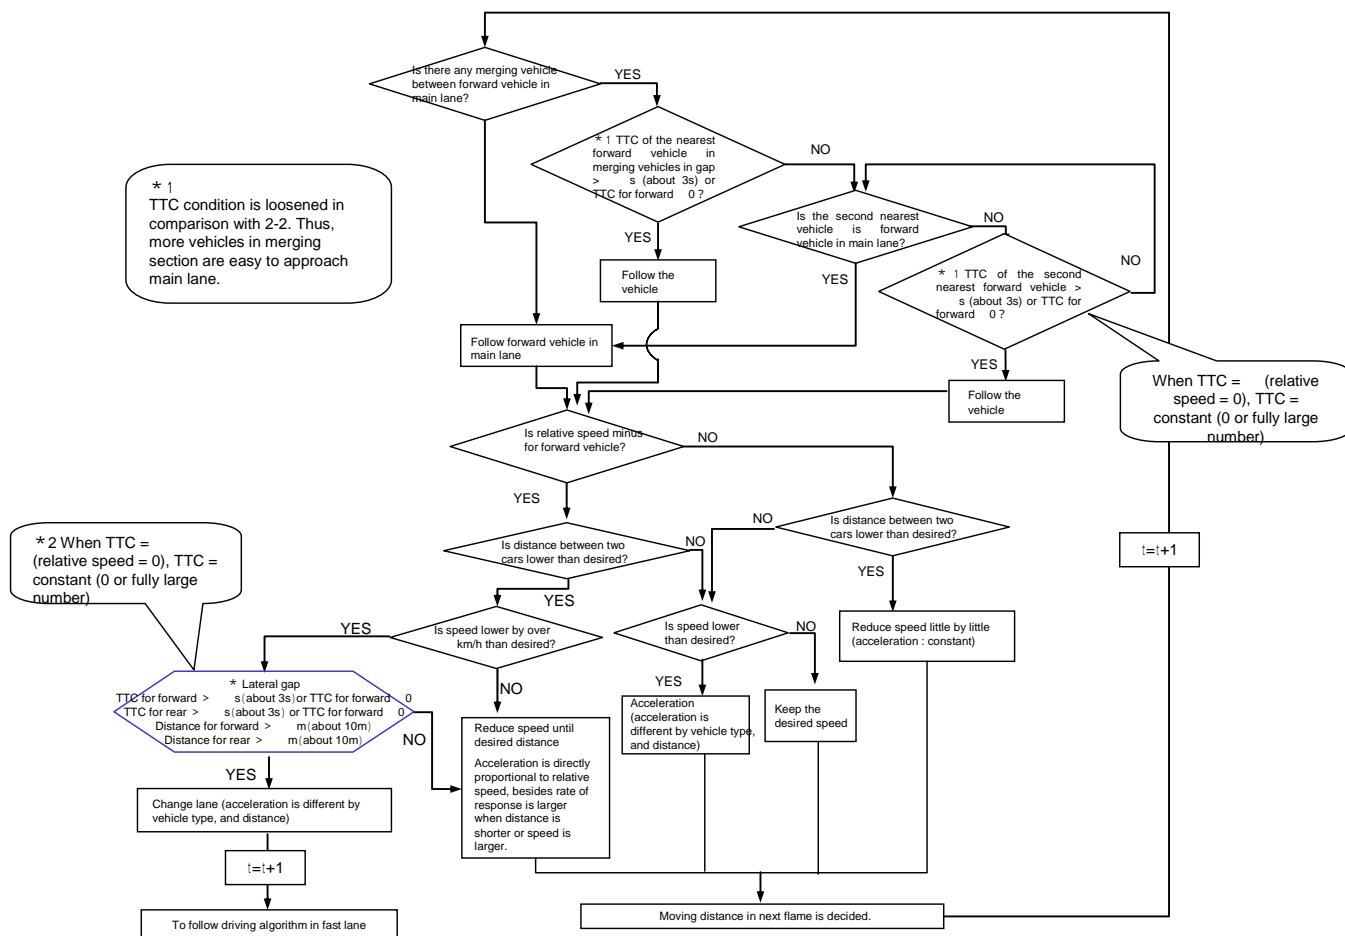 Is there any merging vehicle
between forward vehicle in
main lane?
YES
* 1 TTC of the nearest
forward vehicle in
merging vehicles in gap
> s (about 3s) or
TTC for forward 0 ?
NO
* 1
TTC condition is loosened in
comparison with 2-2. Thus,
more vehicles in merging
section are easy to approach
main lane.
Is the second nearest
vehicle is forward
vehicle in main lane?
NO
YES
Follow the
vehicle
YES
* 1 TTC of the second
nearest forward vehicle >
s (about 3s) or TTC for
forward 0 ?
NO
Follow forward vehicle in
main lane
YES
Follow the
vehicle
When TTC = (relative
speed = 0), TTC =
constant (0 or fully large
number)
Is relative speed minus
for forward vehicle?
NO
YES
Is distance between two
cars lower than desired?
NO
Is distance between two
cars lower than desired?
NO
YES
t=t+1
* 2 When TTC =
(relative speed = 0), TTC =
constant (0 or fully large
number)
YES
YES
Is speed lower by over
km/h than desired?
Is speed lower
than desired?
NO
Reduce speed little by little
(acceleration : constant)
* Lateral gap
TTC for forward > s(about 3s)or TTC for forward 0
TTC for rear > s(about 3s) or TTC for forward 0
Distance for forward > m(about 10m)
Distance for rear > m(about 10m)
NO
NO
YES
Acceleration
(acceleration is
different by vehicle type,
and distance)
Keep the
desired speed
Reduce speed until
desired distance
Acceleration is directly
proportional to relative
speed, besides rate of
response is larger
when distance is
shorter or speed is
larger.
YES
Change lane (acceleration is different by
vehicle type, and distance)
t=t+1
To follow driving algorithm in fast lane
Moving distance in next flame is decided.